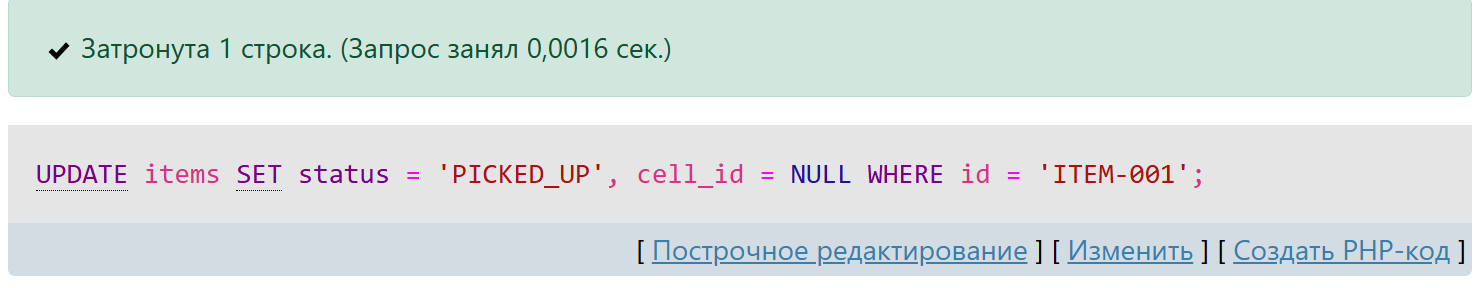 Затронута 1 строка. (Запрос занял 0,0016 сек.)
UPDATE items SET status = 'PICKED_UP', cell_id = NULL WHERE id = 'ITEM-001';
[ Построчное редактирование ] [ Изменить ] [ Создать PHP-код ]